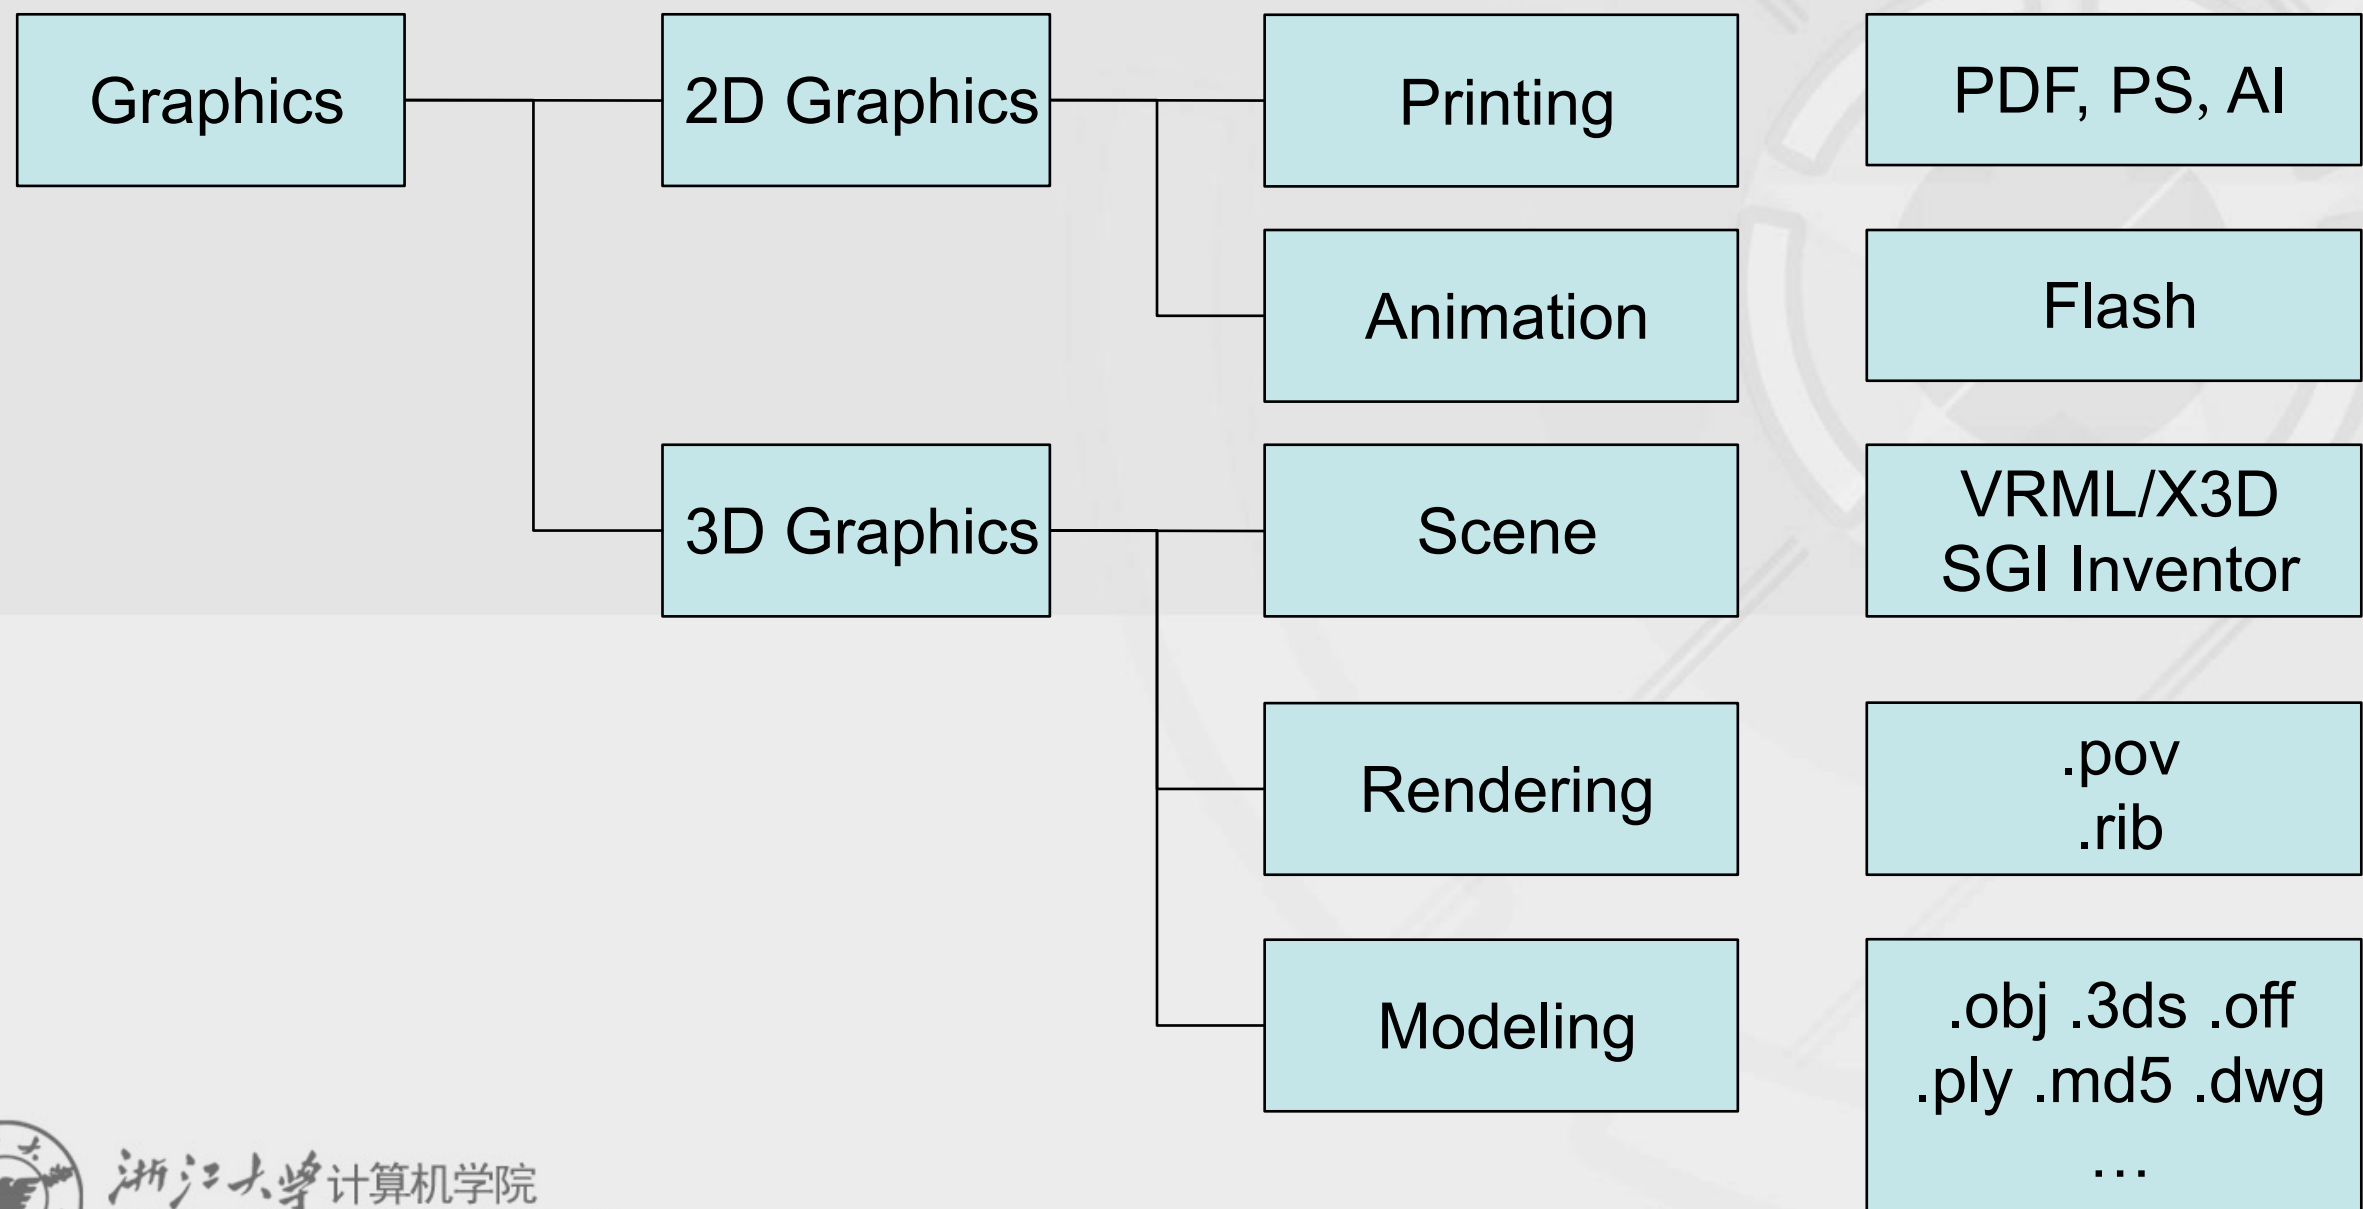 Graphics
2D Graphics
Printing
PDF, PS, AI
Animation
Flash
3D Graphics
Scene
VRML/X3D
SGI Inventor
Rendering
.pov
.rib
Modeling
.obj .3ds .off
.ply .md5 .dwg
…
浙江大学计算机学院